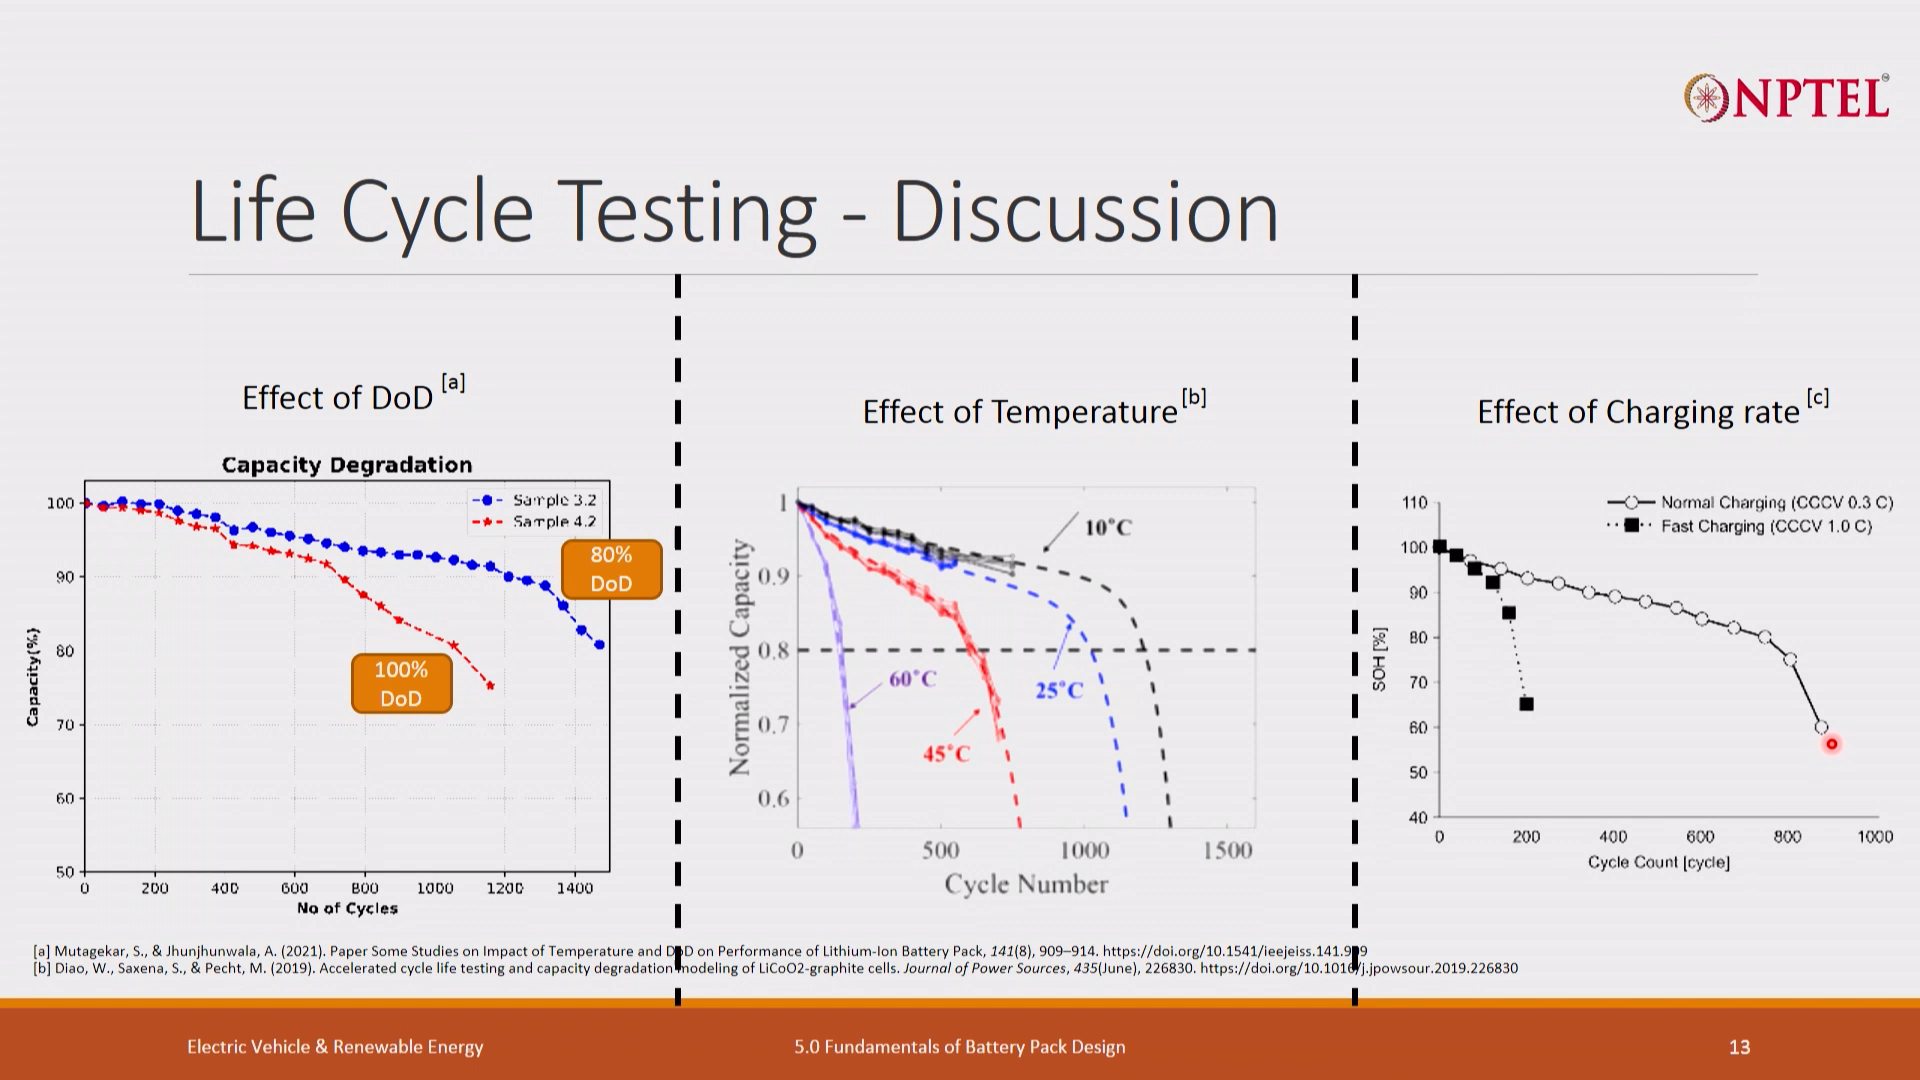 NPTEL
Life Cycle Testing - Discussion
Effect of DoD [a]
Capacity Degradation
Sample 3.2
Sample 4.2
80%
DoD
100%
DoD
Capacity(%)
100
90
80
70
60
50
0 200 400 600 800 1000 1200 1400
No of Cycles
Effect of Temperature [b]
Normalized Capacity
1
0.9
0.8
0.7
0.6
10°C
60°C
25°C
45°C
0 500 1000 1500
Cycle Number
Effect of Charging rate [c]
Normal Charging (CCCV 0.3 C)
Fast Charging (CCCV 1.0 C)
SOH [%]
110
100
90
80
70
60
50
40
0 200 400 600 800 1000
Cycle Count [cycle]
[a] Mutagekar, S., & Jhunjhunwala, A. (2021). Paper Some Studies on Impact of Temperature and DoD on Performance of Lithium-Ion Battery Pack, 141(8), 909–914. https://doi.org/10.1541/ieejeiss.141.909
[b] Diao, W., Saxena, S., & Pecht, M. (2019). Accelerated cycle life testing and capacity degradation modeling of LiCoO2-graphite cells. Journal of Power Sources, 435(June), 226830. https://doi.org/10.1016/j.jpowsour.2019.226830
Electric Vehicle & Renewable Energy
5.0 Fundamentals of Battery Pack Design
13